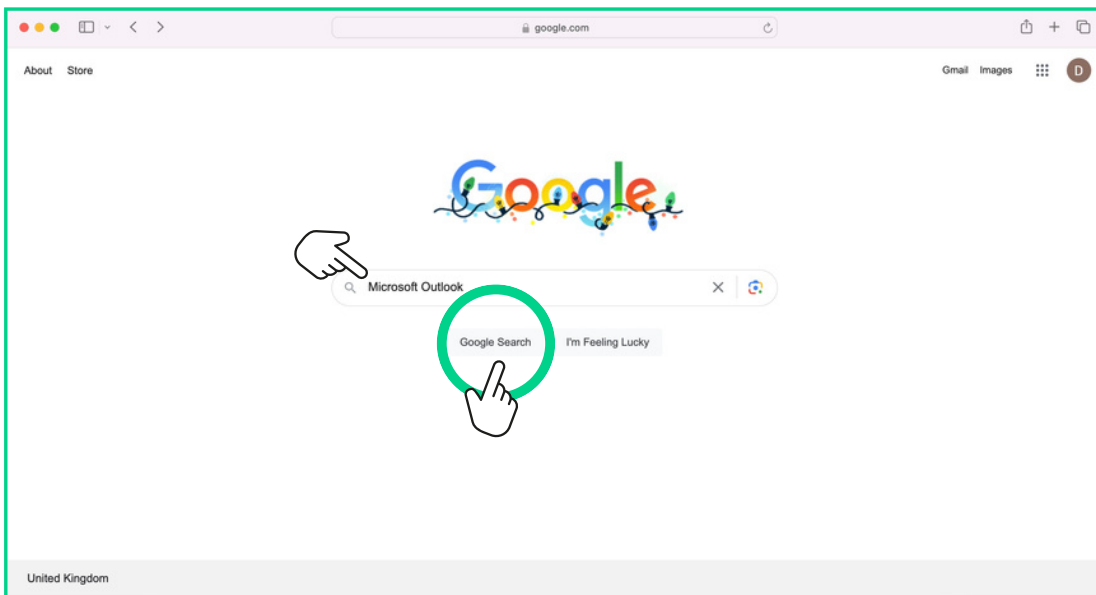 google.com
About Store Gmail Images D
Google
Microsoft Outlook
Google Search I'm Feeling Lucky
United Kingdom